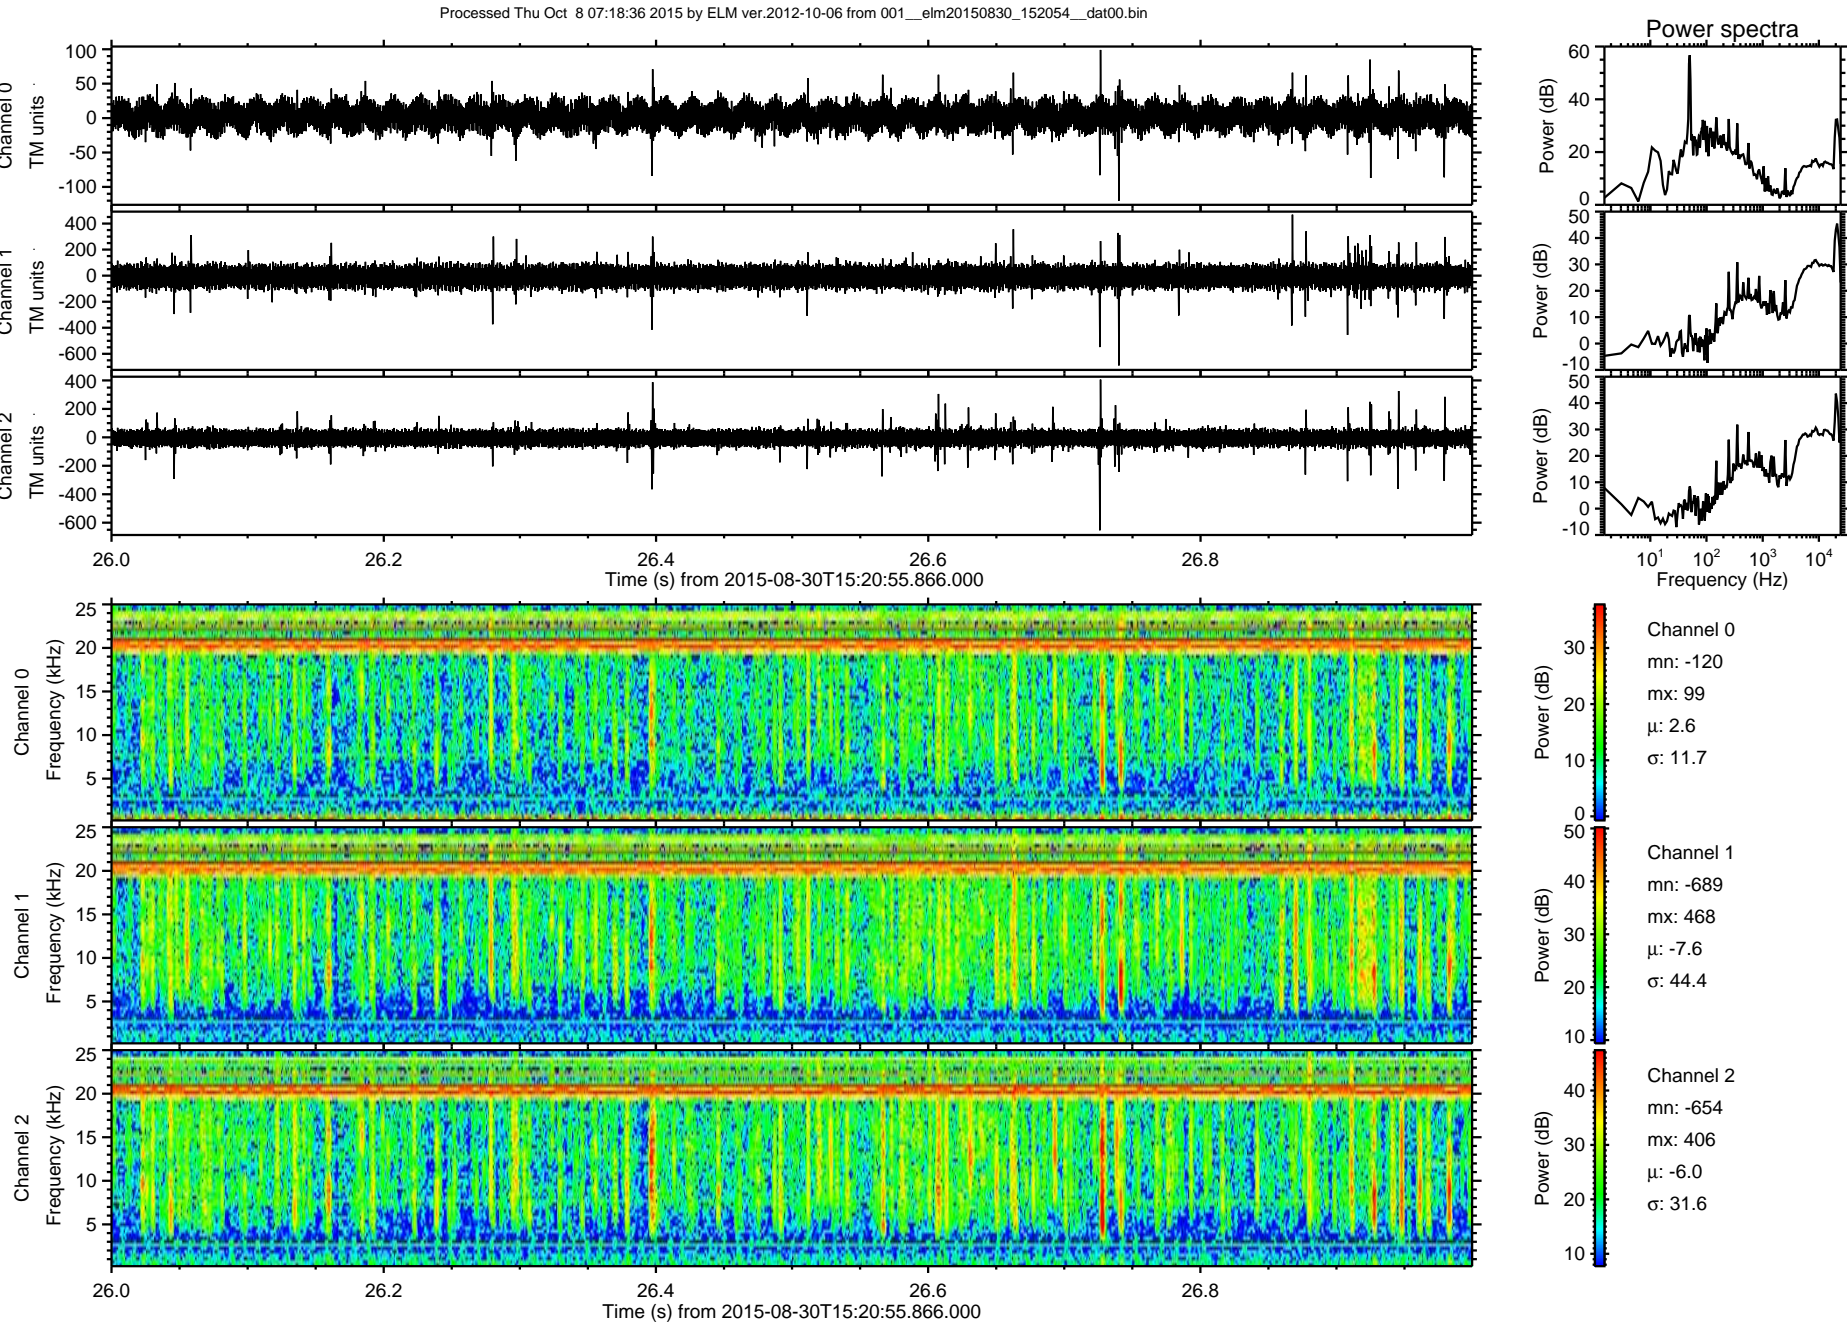 Processed Thu Oct  8 07:18:36 2015 by ELM ver.2012-10-06 from 001__elm20150830_152054__dat00.bin
Power spectra
Channel 0
TM units
100
50
0
-50
-100
Power (dB)
60
40
20
0
Channel 1
TM units
400
200
0
-200
-400
-600
Power (dB)
50
40
30
20
10
0
-10
Channel 2
TM units
400
200
0
-200
-400
-600
Power (dB)
50
40
30
20
10
0
-10
26.0 26.2 26.4 26.6 26.8
Time (s) from 2015-08-30T15:20:55.866.000
10¹ 10² 10³ 10⁴
Frequency (Hz)
Channel 0
Frequency (kHz)
25
20
15
10
5
Power (dB)
30
20
10
0
Channel 0
mn: -120
mx: 99
μ: 2.6
σ: 11.7
Channel 1
Frequency (kHz)
25
20
15
10
5
Power (dB)
50
40
30
20
10
Channel 1
mn: -689
mx: 468
μ: -7.6
σ: 44.4
Channel 2
Frequency (kHz)
25
20
15
10
5
Power (dB)
40
30
20
10
Channel 2
mn: -654
mx: 406
μ: -6.0
σ: 31.6
26.0 26.2 26.4 26.6 26.8
Time (s) from 2015-08-30T15:20:55.866.000